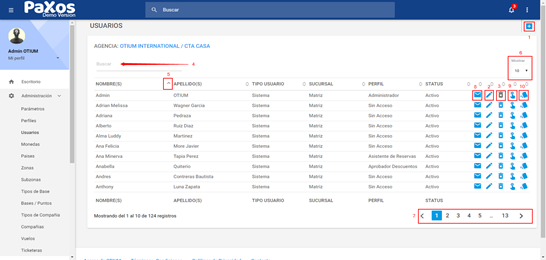 PaXos
Demo Version
Buscar
3
Admin OTIUM
Mi perfil
Escritorio
Administración
Parámetros
Perfiles
Usuarios
Monedas
Países
Zonas
Subzonas
Tipos de Base
Bases / Puntos
Tipos de Compañía
Compañías
Vuelos
Ticketeras
USUARIOS
1
AGENCIA: OTIUM INTERNATIONAL / CTA CASA
6
Buscar
4
Mostrar
10
5
8 2 3 9 10
NOMBRE(S) APELLIDO(S) TIPO USUARIO SUCURSAL PERFIL STATUS
Admin OTIUM Sistema Matriz Administrador Activo
Adrian Melissa Wagner Garcia Sistema Matriz Sin Acceso Activo
Adriana Pedraza Sistema Matriz Sin Acceso Activo
Alberto Ruiz Diaz Sistema Matriz Sin Acceso Activo
Alma Luddy Martinez Sistema Matriz Sin Acceso Activo
Ana Felicia More Javier Sistema Matriz Sin Acceso Activo
Ana Minerva Tapia Perez Sistema Matriz Asistente de Reservas Activo
Anabells Quiterio Sistema Matriz Aprobador Descuentos Activo
Andres Contreras Bautista Sistema Matriz Sin Acceso Activo
Anthony Luna Zapata Sistema Matriz Sin Acceso Activo
NOMBRE(S) APELLIDO(S) TIPO USUARIO SUCURSAL PERFIL STATUS
Mostrando del 1 al 10 de 124 registros
7
1 2 3 4 5 ... 13